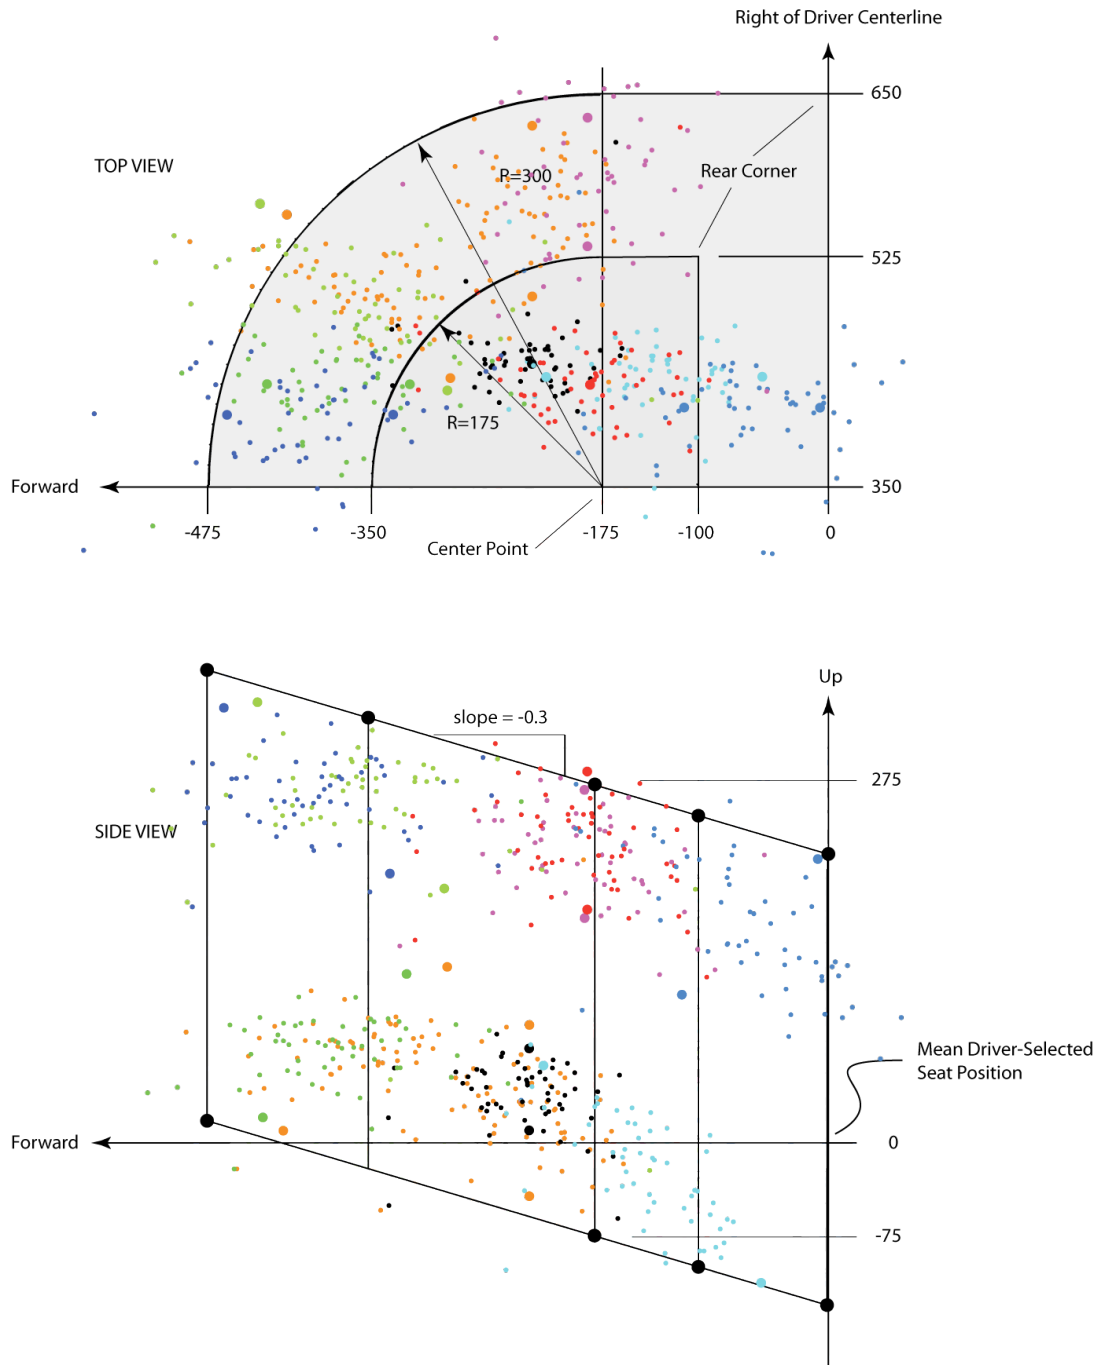 Right of Driver Centerline
650
TOP VIEW
Rear Corner
R=300
525
R=175
Forward
350
-475
-350
-175
-100
0
Center Point
Up
slope = -0.3
275
SIDE VIEW
Mean Driver-Selected
Seat Position
Forward
0
-75